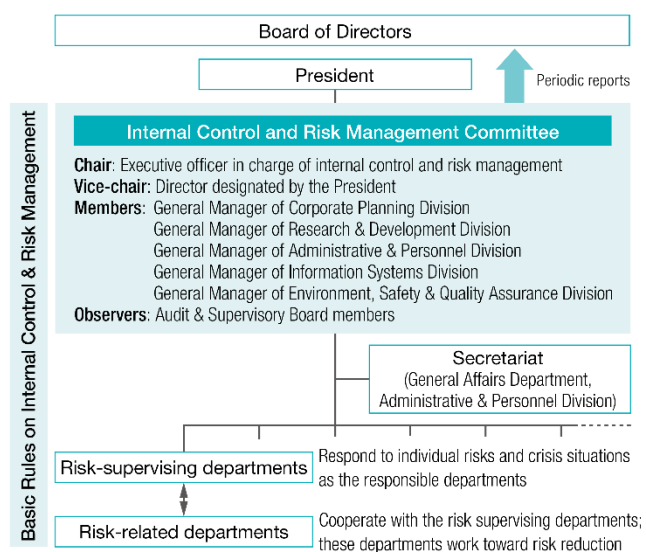 Board of Directors
President
Periodic reports
Basic Rules on Internal Control & Risk Management
Internal Control and Risk Management Committee
Chair: Executive officer in charge of internal control and risk management
Vice-chair: Director designated by the President
Members: General Manager of Corporate Planning Division
General Manager of Research & Development Division
General Manager of Administrative & Personnel Division
General Manager of Information Systems Division
General Manager of Environment, Safety & Quality Assurance Division
Observers: Audit & Supervisory Board members
Secretariat
(General Affairs Department,
Administrative & Personnel Division)
Risk-supervising departments
Respond to individual risks and crisis situations
as the responsible departments
Risk-related departments
Cooperate with the risk supervising departments;
these departments work toward risk reduction